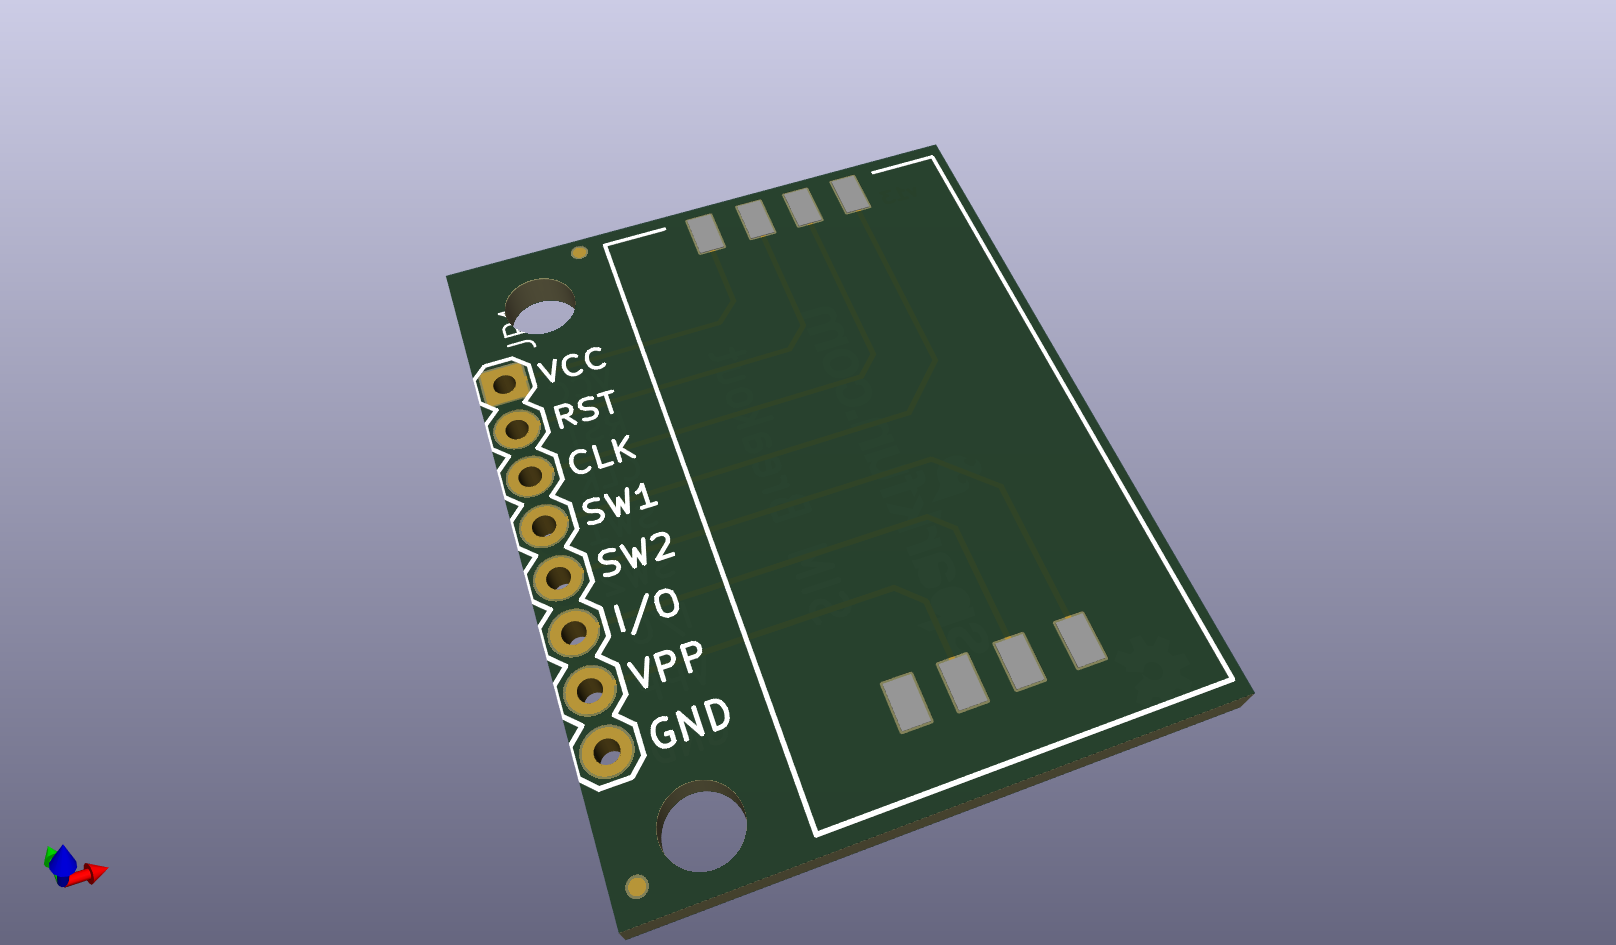 VCC
RST
CLK
SW1
SW2
I/O
VPP
GND